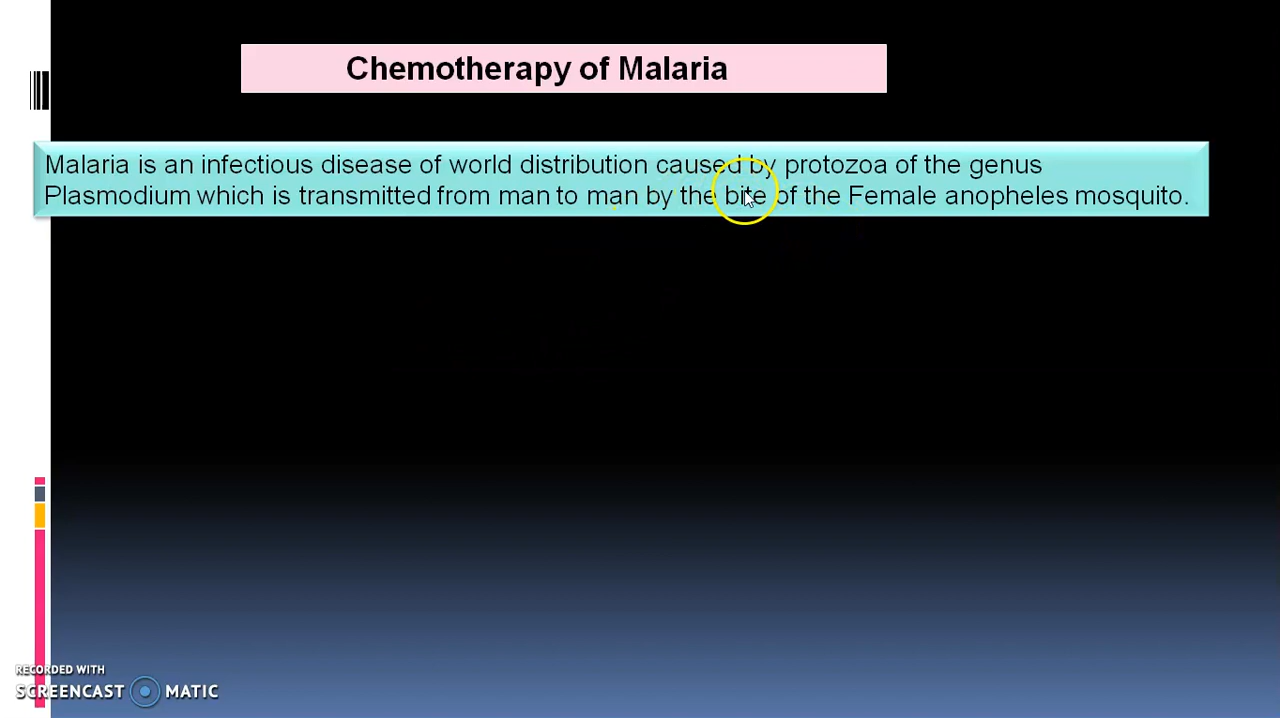 Chemotherapy of Malaria
Malaria is an infectious disease of world distribution caused by protozoa of the genus
Plasmodium which is transmitted from man to man by the bite of the Female anopheles mosquito.
RECORDED WITH
SCREENCAST MATIC